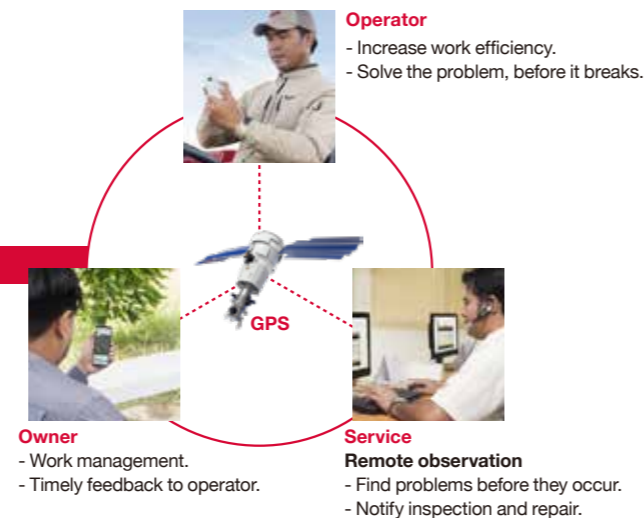 Operator
- Increase work efficiency.
- Solve the problem, before it breaks.
GPS
Owner
- Work management.
- Timely feedback to operator.
Service
Remote observation
- Find problems before they occur.
- Notify inspection and repair.